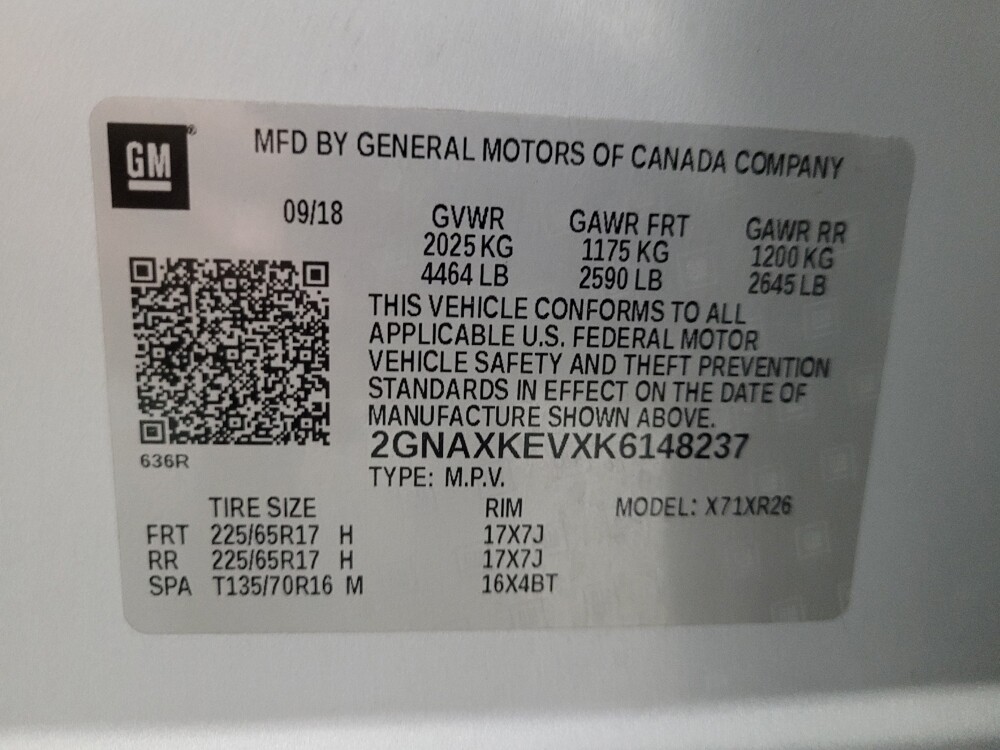 GM®
MFD BY GENERAL MOTORS OF CANADA COMPANY
09/18 GVWR GAWR FRT GAWR RR
2025 KG 1175 KG 1200 KG
4464 LB 2590 LB 2645 LB
THIS VEHICLE CONFORMS TO ALL
APPLICABLE U.S. FEDERAL MOTOR
VEHICLE SAFETY AND THEFT PREVENTION
STANDARDS IN EFFECT ON THE DATE OF
MANUFACTURE SHOWN ABOVE.
2GNAXKEVXK6148237
636R
TYPE: M.P.V.
TIRE SIZE RIM MODEL: X71XR26
FRT 225/65R17 H 17X7J
RR 225/65R17 H 17X7J
SPA T135/70R16 M 16X4BT